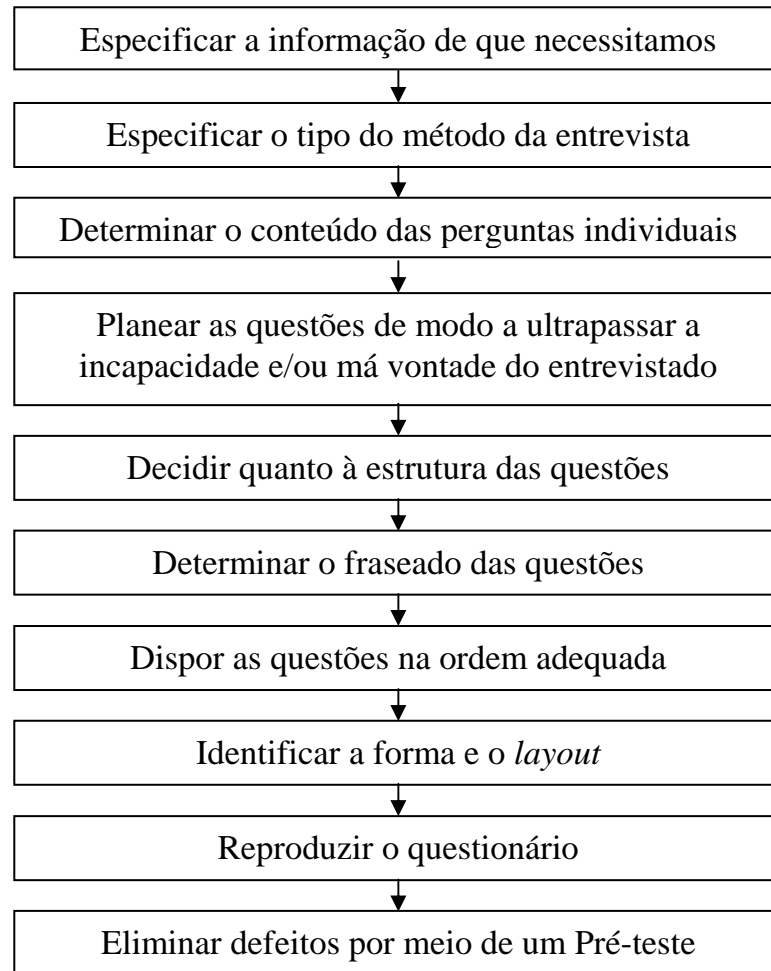 Especificar a informação de que necessitamos
Especificar o tipo do método da entrevista
Determinar o conteúdo das perguntas individuais
Planear as questões de modo a ultrapassar a
incapacidade e/ou má vontade do entrevistado
Decidir quanto à estrutura das questões
Determinar o fraseado das questões
Dispor as questões na ordem adequada
Identificar a forma e o layout
Reproduzir o questionário
Eliminar defeitos por meio de um Pré-teste